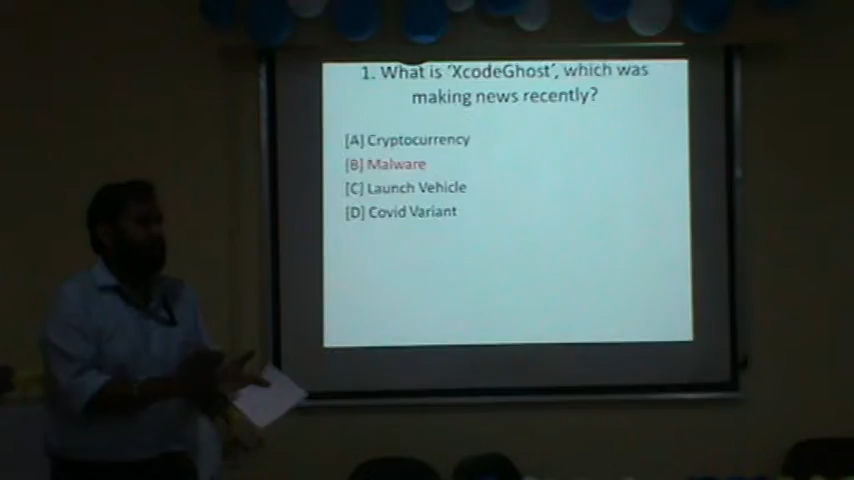 1. What is ‘XcodeGhost’, which was
making news recently?
[A] Cryptocurrency
[B] Malware
[C] Launch Vehicle
[D] Covid Variant